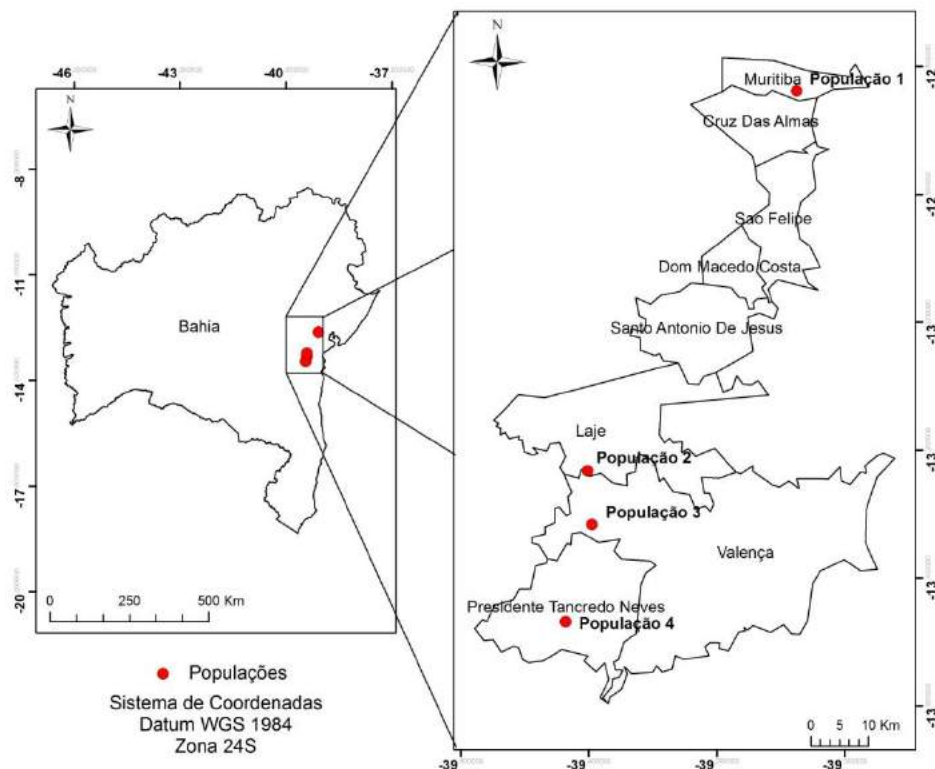 -46 -43 -40 -37
N
-8
-11
-14
-17
-20
Bahia
0 250 500 Km
Populações
Sistema de Coordenadas
Datum WGS 1984
Zona 24S
N
Muritiba População 1
Cruz Das Almas
Sao Felipe
Dom Macedo Costa
Santo Antonio De Jesus
Laje
População 2
População 3
Valença
Presidente Tancredo Neves
População 4
0 5 10 Km
-12
-12
-13
-13
-13
-13
-39 -39 -39 -39